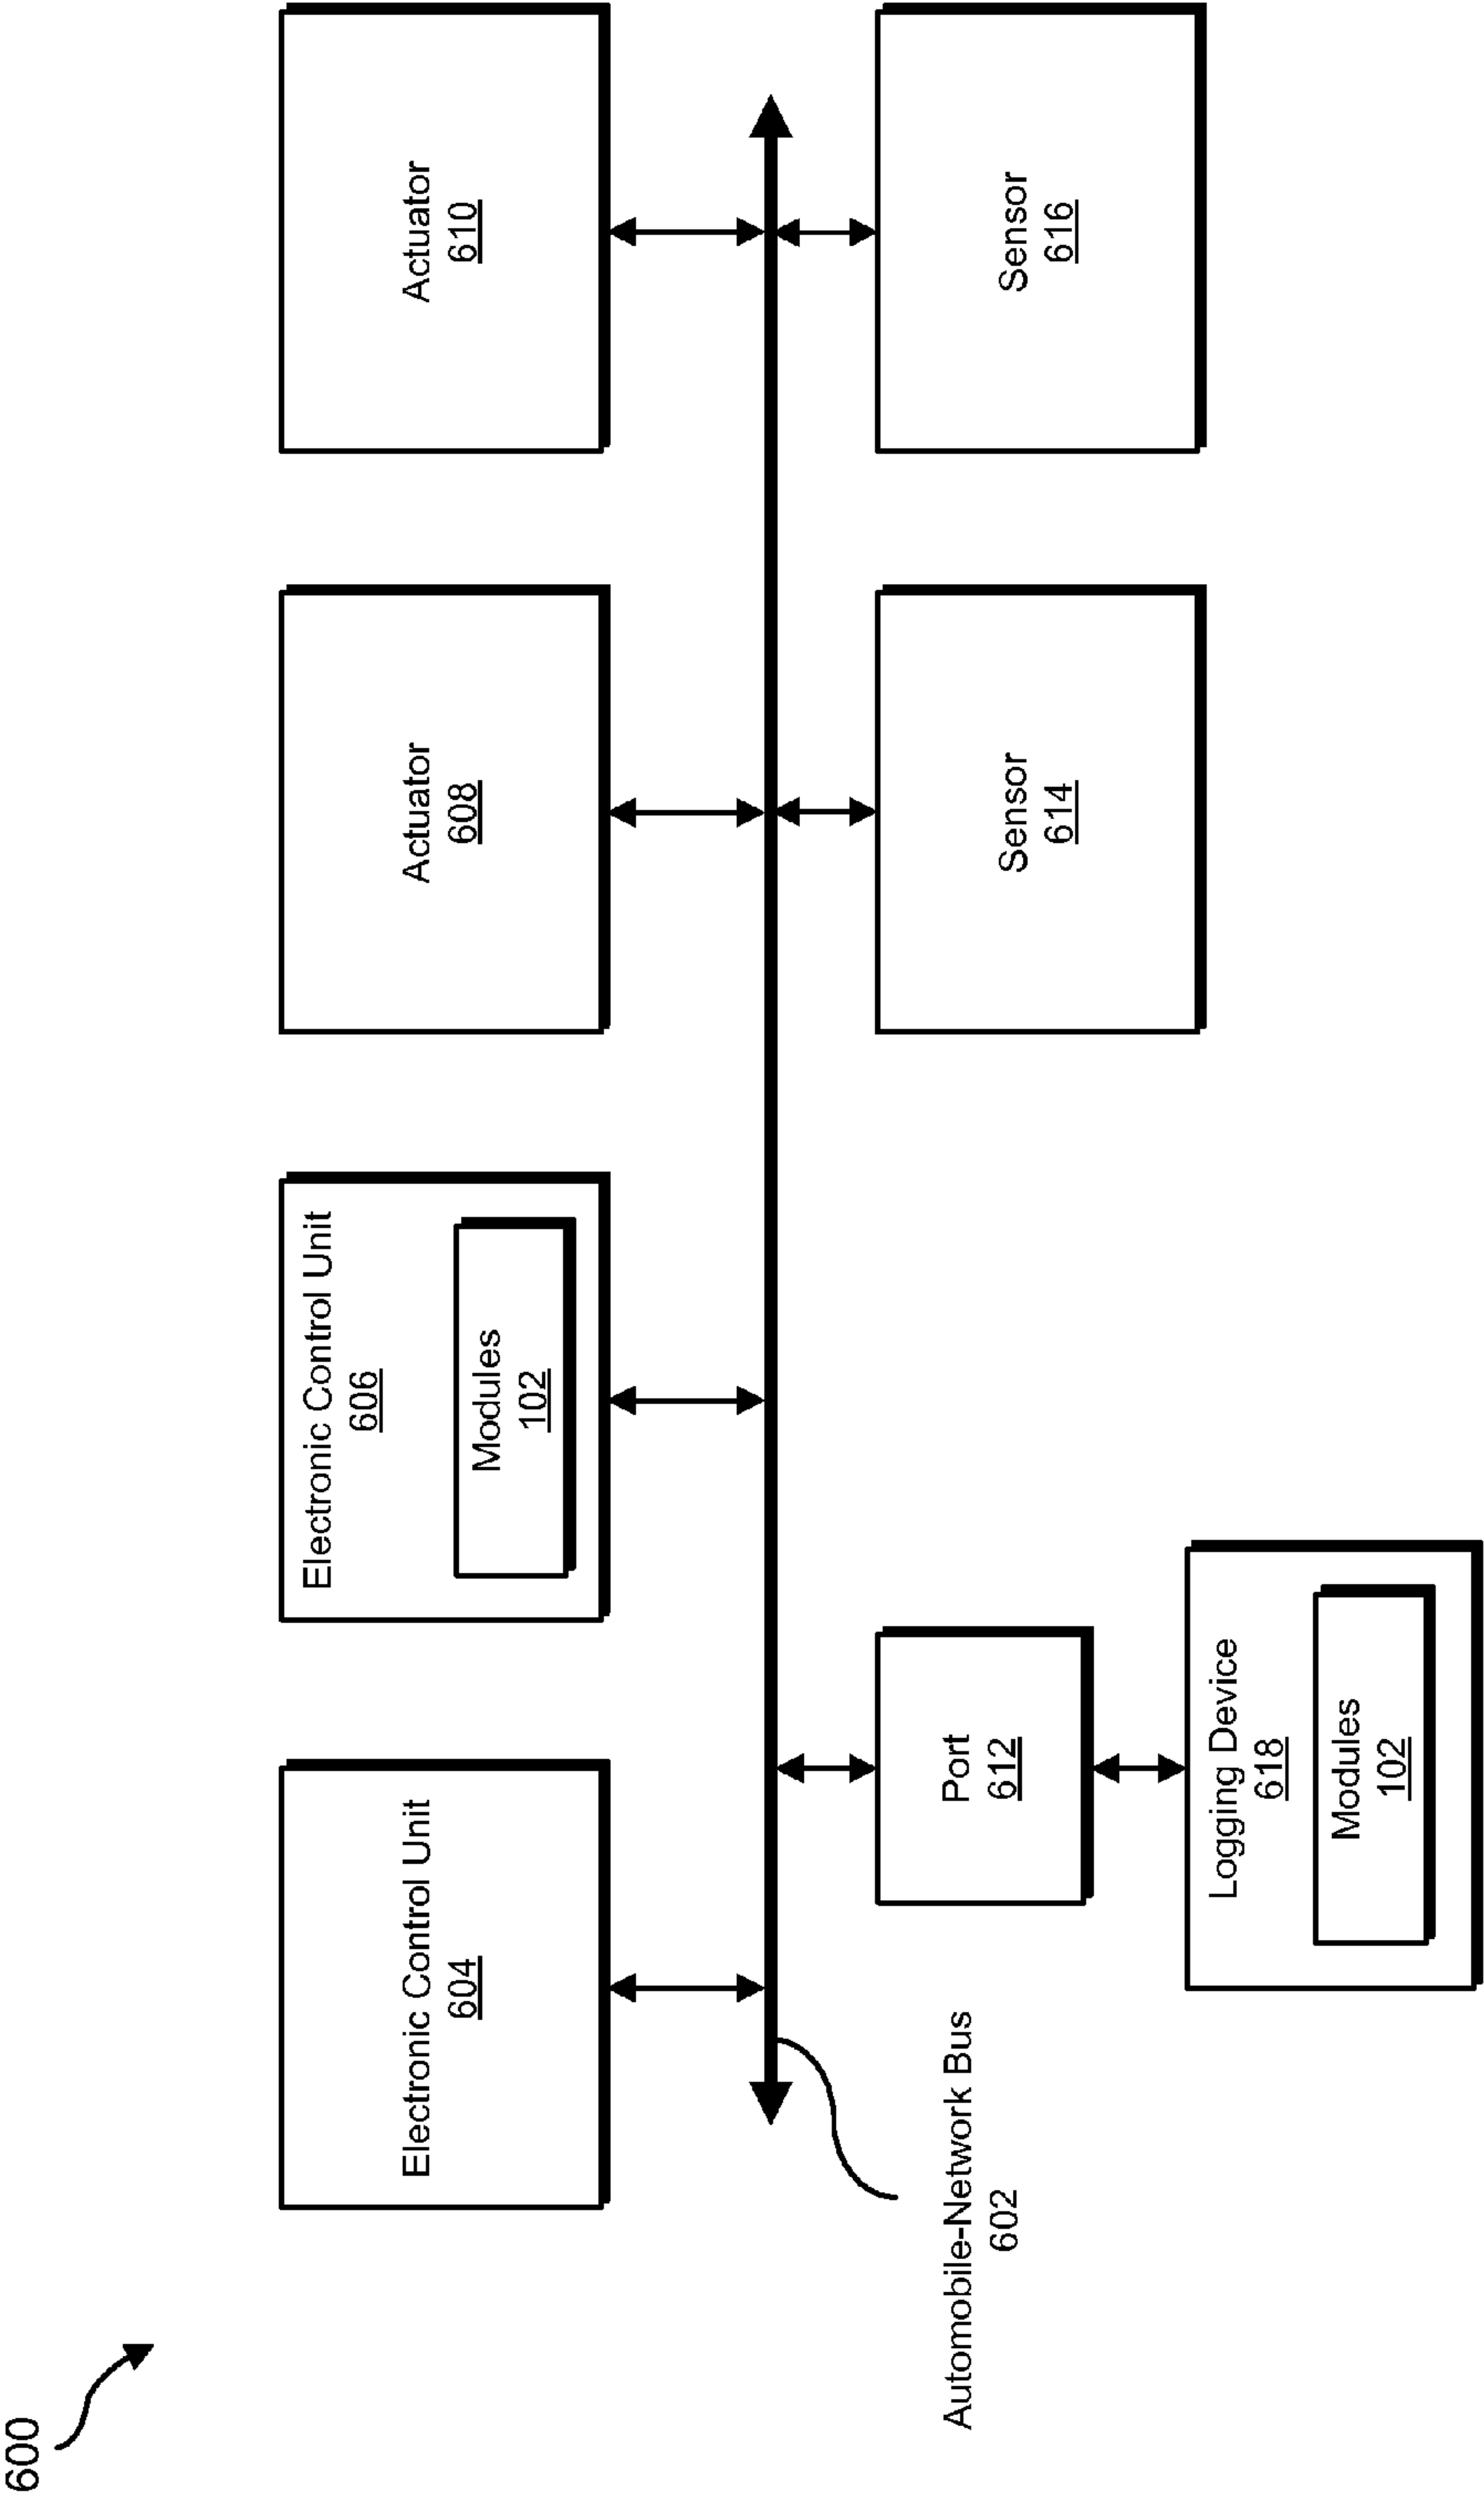 600
Electronic Control Unit
604
Electronic Control Unit
606
Modules
102
Actuator
608
Actuator
610
Automobile-Network Bus
602
Port
612
Logging Device
618
Modules
102
Sensor
614
Sensor
616